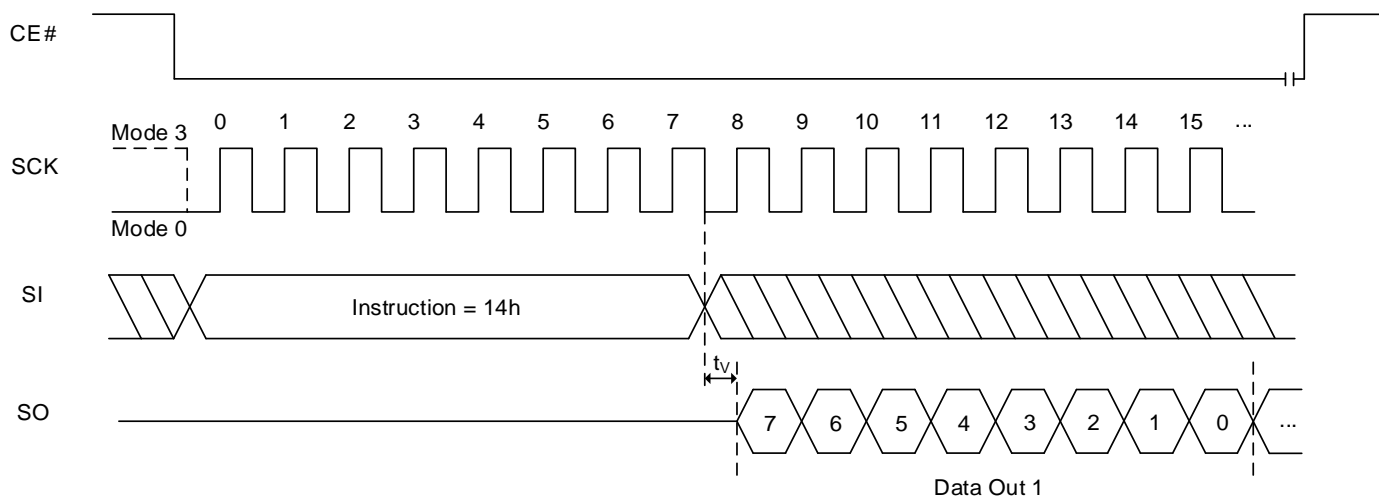 CE#
0 1 2 3 4 5 6 7 8 9 10 11 12 13 14 15 ...
Mode 3
SCK
Mode 0
SI
Instruction = 14h
tV
SO
7 6 5 4 3 2 1 0 ...
Data Out 1